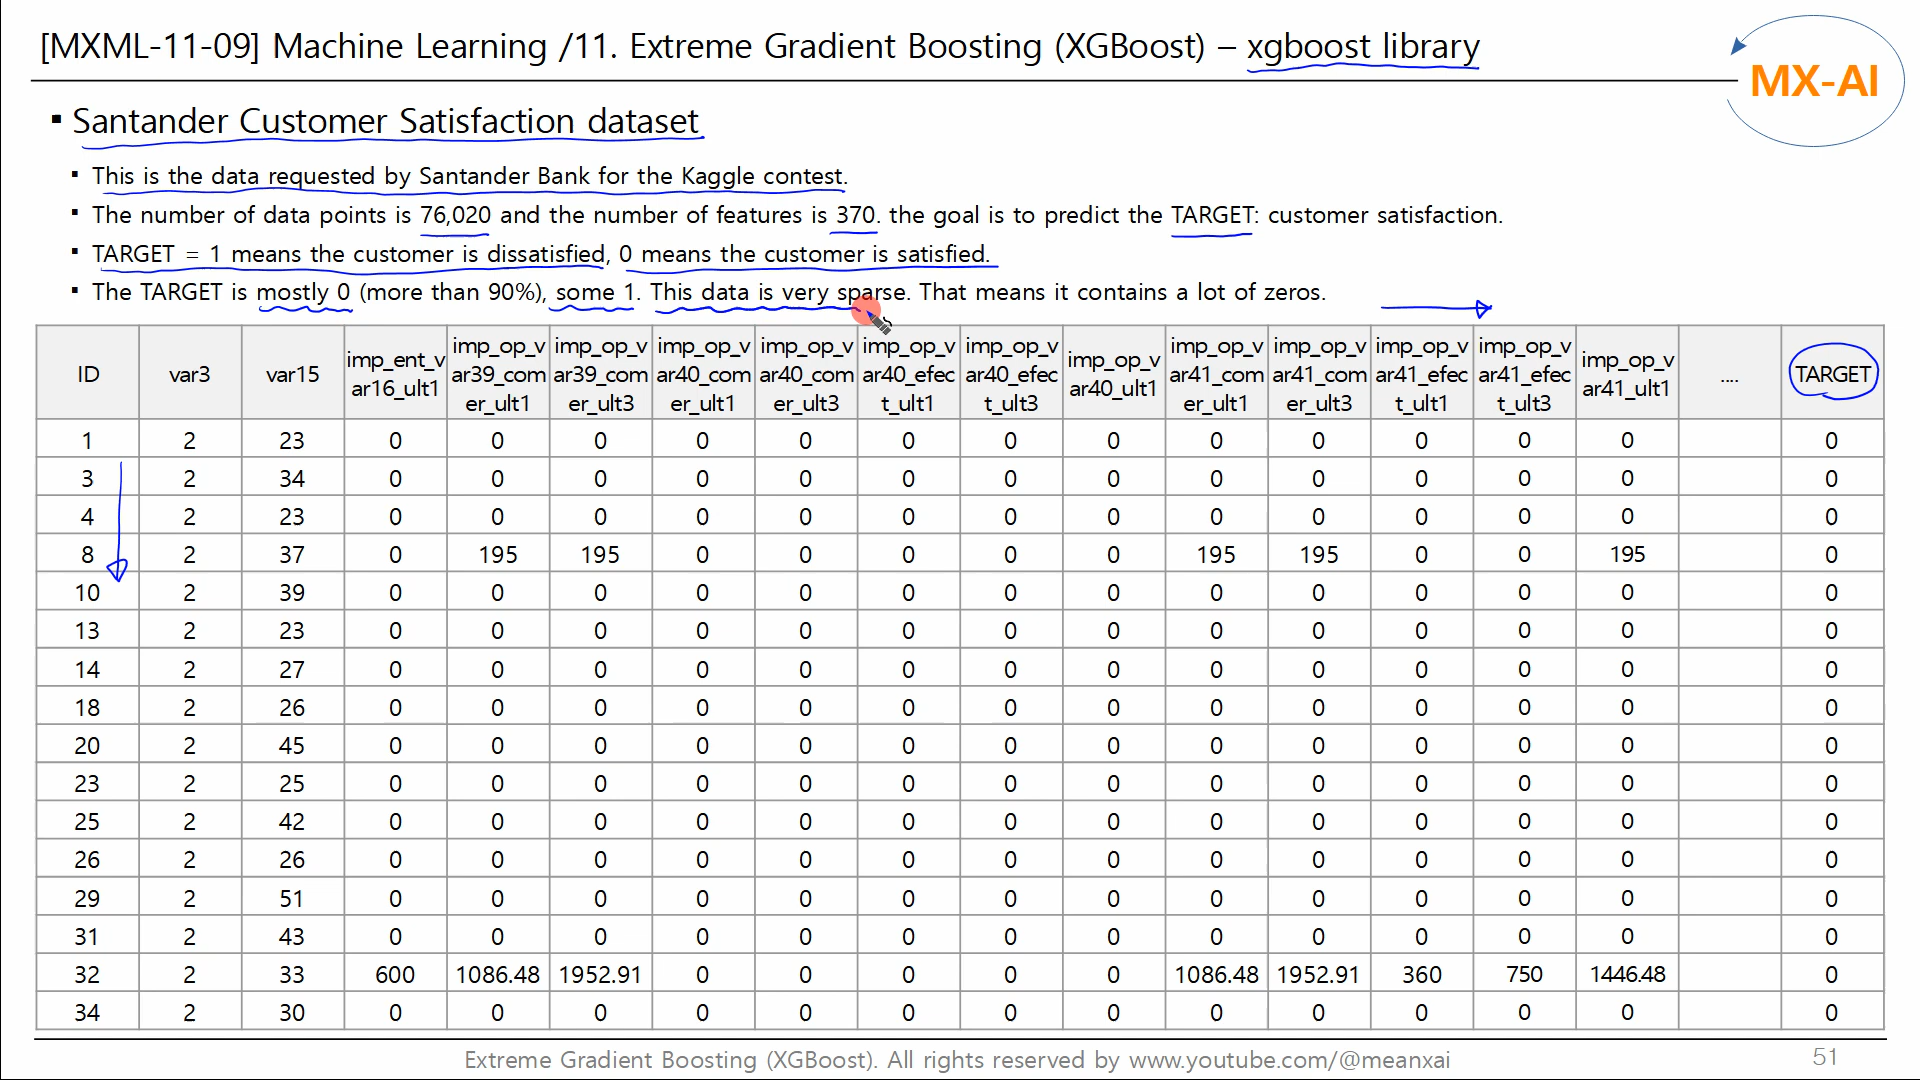 [MXML-11-09] Machine Learning /11. Extreme Gradient Boosting (XGBoost) – xgboost library
MX-AI
▪ Santander Customer Satisfaction dataset
▪ This is the data requested by Santander Bank for the Kaggle contest.
▪ The number of data points is 76,020 and the number of features is 370. the goal is to predict the TARGET: customer satisfaction.
▪ TARGET = 1 means the customer is dissatisfied, 0 means the customer is satisfied.
▪ The TARGET is mostly 0 (more than 90%), some 1. This data is very sparse. That means it contains a lot of zeros.
ID var3 var15 imp_ent_var16_ult1 imp_op_var39_comer_ult1 imp_op_var39_comer_ult3 imp_op_var40_comer_ult1 imp_op_var40_comer_ult3 imp_op_var40_efect_ult1 imp_op_var40_efect_ult3 imp_op_var40_ult1 imp_op_var41_comer_ult1 imp_op_var41_comer_ult3 imp_op_var41_efect_ult1 imp_op_var41_efect_ult3 imp_op_var41_ult1 .... TARGET
1 2 23 0 0 0 0 0 0 0 0 0 0 0 0 0 0
3 2 34 0 0 0 0 0 0 0 0 0 0 0 0 0 0
4 2 23 0 0 0 0 0 0 0 0 0 0 0 0 0 0
8 2 37 0 195 195 0 0 0 0 0 195 195 0 0 195 0
10 2 39 0 0 0 0 0 0 0 0 0 0 0 0 0 0
13 2 23 0 0 0 0 0 0 0 0 0 0 0 0 0 0
14 2 27 0 0 0 0 0 0 0 0 0 0 0 0 0 0
18 2 26 0 0 0 0 0 0 0 0 0 0 0 0 0 0
20 2 45 0 0 0 0 0 0 0 0 0 0 0 0 0 0
23 2 25 0 0 0 0 0 0 0 0 0 0 0 0 0 0
25 2 42 0 0 0 0 0 0 0 0 0 0 0 0 0 0
26 2 26 0 0 0 0 0 0 0 0 0 0 0 0 0 0
29 2 51 0 0 0 0 0 0 0 0 0 0 0 0 0 0
31 2 43 0 0 0 0 0 0 0 0 0 0 0 0 0 0
32 2 33 600 1086.48 1952.91 0 0 0 0 0 1086.48 1952.91 360 750 1446.48 0
34 2 30 0 0 0 0 0 0 0 0 0 0 0 0 0 0
Extreme Gradient Boosting (XGBoost). All rights reserved by www.youtube.com/@meanxai
51